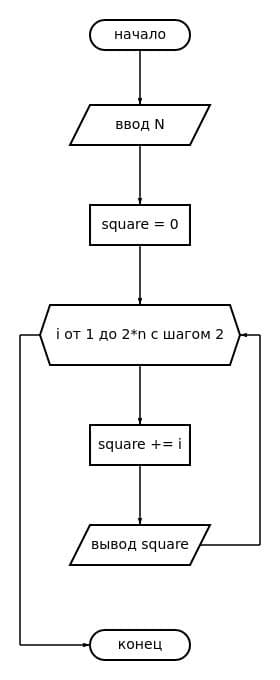 начало
ввод N
square = 0
i от 1 до 2*n с шагом 2
square += i
вывод square
конец